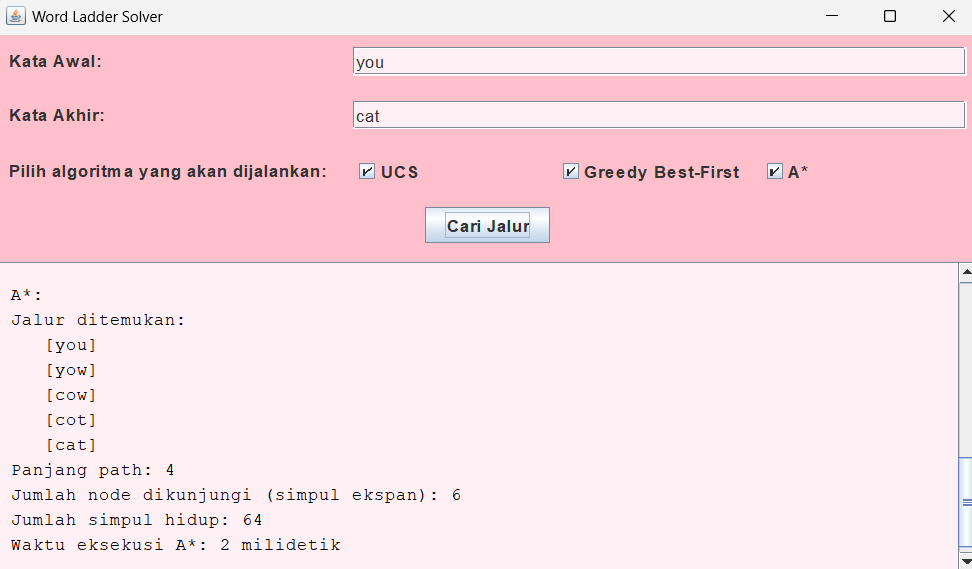 Word Ladder Solver
Kata Awal: you
Kata Akhir: cat
Pilih algoritma yang akan dijalankan: UCS Greedy Best-First A*
Cari Jalur
A*:
Jalur ditemukan:
[you]
[yow]
[cow]
[cot]
[cat]
Panjang path: 4
Jumlah node dikunjungi (simpul ekspan): 6
Jumlah simpul hidup: 64
Waktu eksekusi A*: 2 milidetik